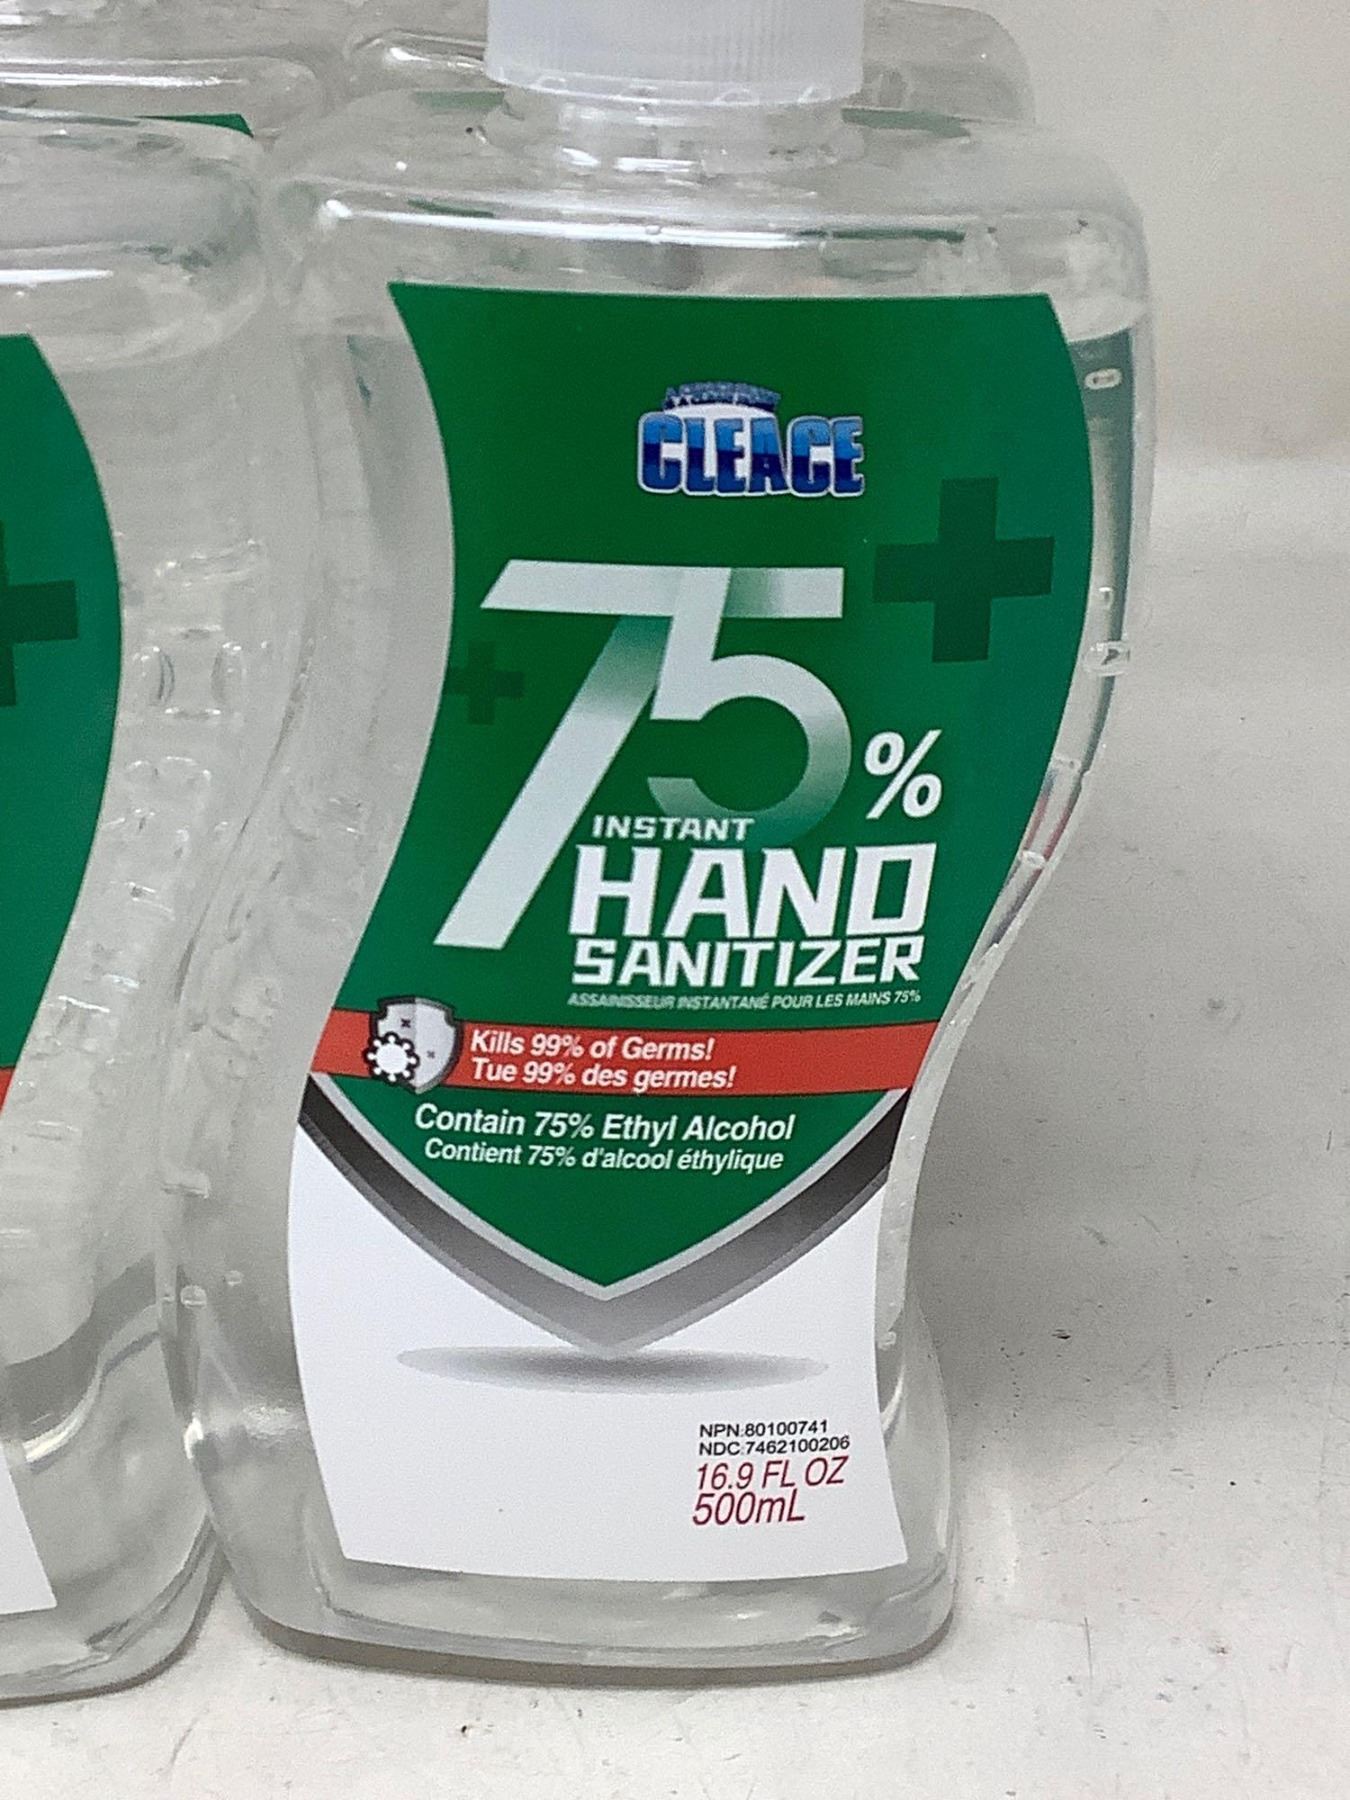 CLEACE
75%
INSTANT
HAND
SANITIZER
ASSAINISSEUR INSTANTANÉ POUR LES MAINS 75%
Kills 99% of Germs!
Tue 99% des germes!
Contain 75% Ethyl Alcohol
Contient 75% d'alcool éthylique
NPN:80100741
NDC:7462100206
16.9 FL OZ
500mL